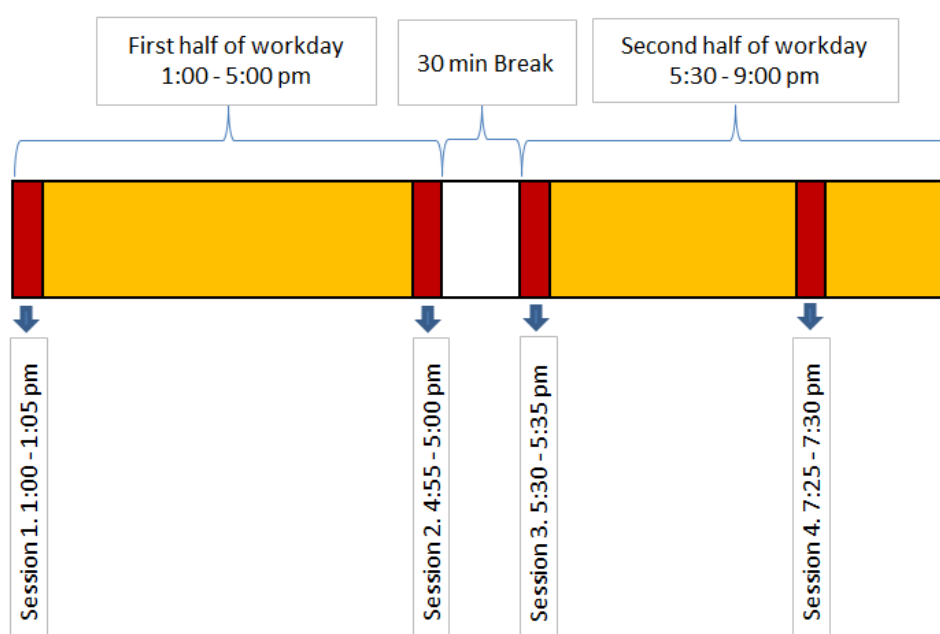 First half of workday
1:00 - 5:00 pm
30 min Break
Second half of workday
5:30 - 9:00 pm
Session 1. 1:00 - 1:05 pm
Session 2. 4:55 - 5:00 pm
Session 3. 5:30 - 5:35 pm
Session 4. 7:25 - 7:30 pm